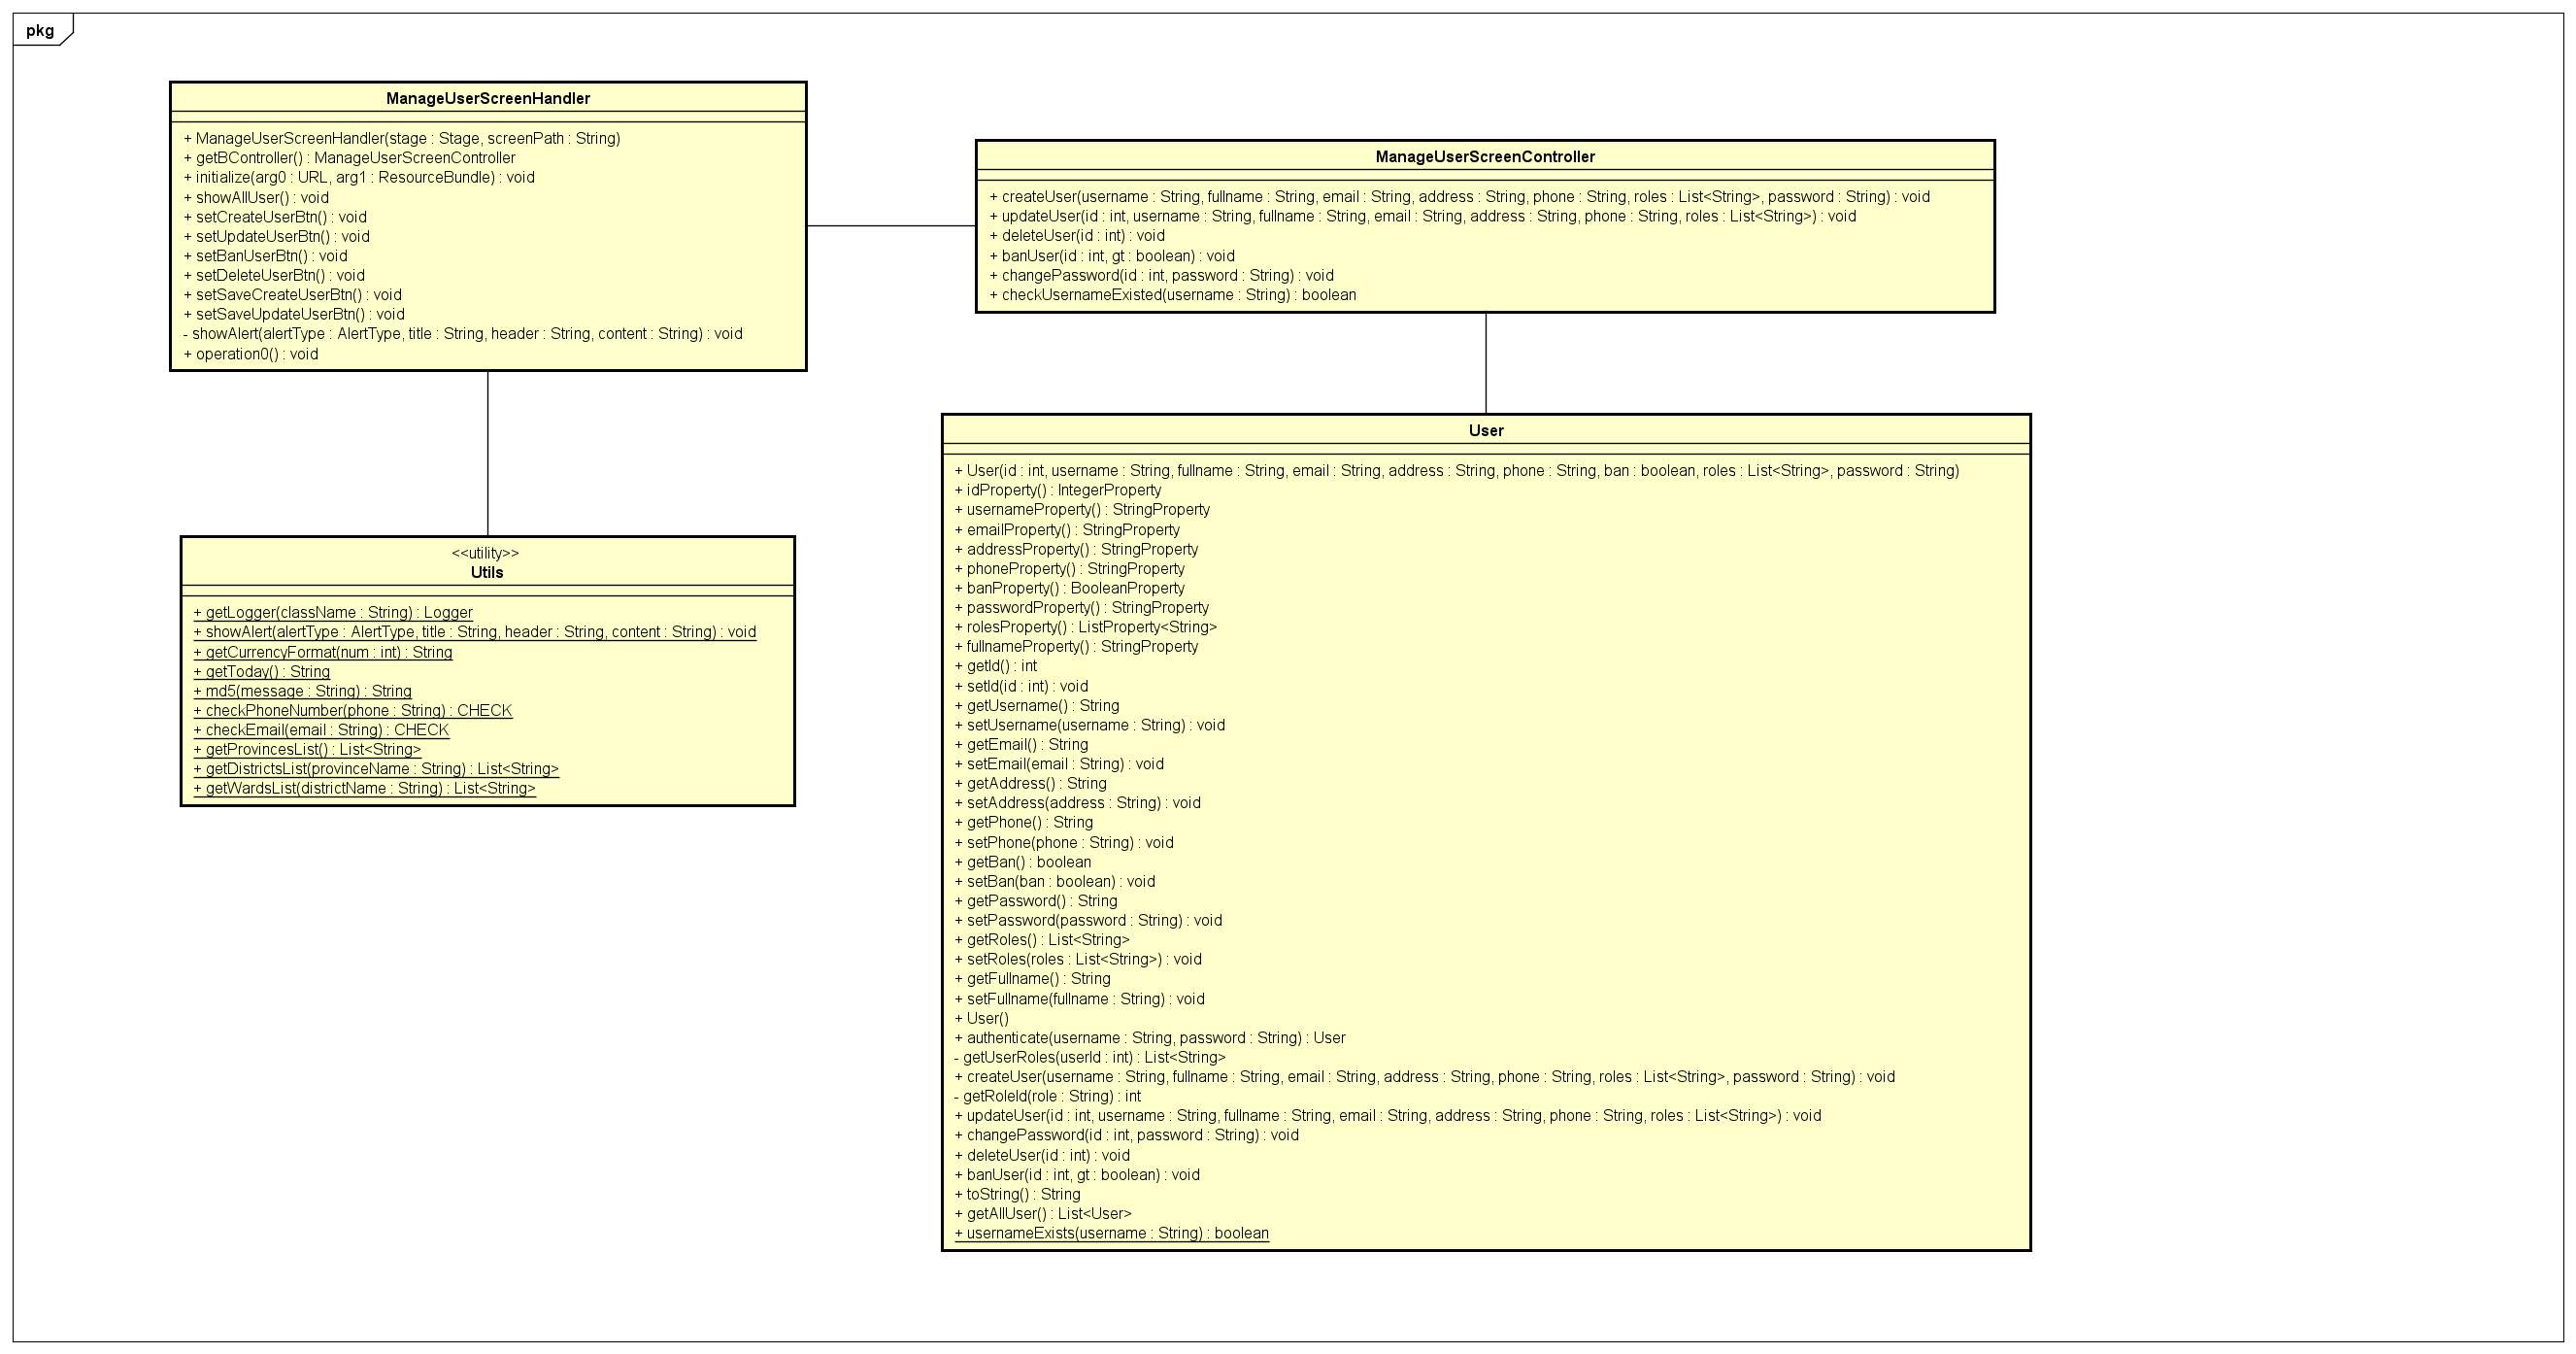 pkg
ManageUserScreenHandler
+ ManageUserScreenHandler(stage : Stage, screenPath : String)
+ getBController() : ManageUserScreenController
+ initialize(arg0 : URL, arg1 : ResourceBundle) : void
+ showAllUser() : void
+ setCreateUserBtn() : void
+ setUpdateUserBtn() : void
+ setBanUserBtn() : void
+ setDeleteUserBtn() : void
+ setSaveCreateUserBtn() : void
+ setSaveUpdateUserBtn() : void
- showAlert(alertType : AlertType, title : String, header : String, content : String) : void
+ operation0() : void
ManageUserScreenController
+ createUser(username : String, fullname : String, email : String, address : String, phone : String, roles : List<String>, password : String) : void
+ updateUser(id : int, username : String, fullname : String, email : String, address : String, phone : String, roles : List<String>) : void
+ deleteUser(id : int) : void
+ banUser(id : int, gt : boolean) : void
+ changePassword(id : int, password : String) : void
+ checkUsernameExisted(username : String) : boolean
<<utility>>
Utils
+ getLogger(className : String) : Logger
+ showAlert(alertType : AlertType, title : String, header : String, content : String) : void
+ getCurrencyFormat(num : int) : String
+ getToday() : String
+ md5(message : String) : String
+ checkPhoneNumber(phone : String) : CHECK
+ checkEmail(email : String) : CHECK
+ getProvincesList() : List<String>
+ getDistrictsList(provinceName : String) : List<String>
+ getWardsList(districtName : String) : List<String>
User
+ User(id : int, username : String, fullname : String, email : String, address : String, phone : String, ban : boolean, roles : List<String>, password : String)
+ idProperty() : IntegerProperty
+ usernameProperty() : StringProperty
+ emailProperty() : StringProperty
+ addressProperty() : StringProperty
+ phoneProperty() : StringProperty
+ banProperty() : BooleanProperty
+ passwordProperty() : StringProperty
+ rolesProperty() : ListProperty<String>
+ fullnameProperty() : StringProperty
+ getId() : int
+ setId(id : int) : void
+ getUsername() : String
+ setUsername(username : String) : void
+ getEmail() : String
+ setEmail(email : String) : void
+ getAddress() : String
+ setAddress(address : String) : void
+ getPhone() : String
+ setPhone(phone : String) : void
+ getBan() : boolean
+ setBan(ban : boolean) : void
+ getPassword() : String
+ setPassword(password : String) : void
+ getRoles() : List<String>
+ setRoles(roles : List<String>) : void
+ getFullname() : String
+ setFullname(fullname : String) : void
+ User()
+ authenticate(username : String, password : String) : User
- getUserRoles(userId : int) : List<String>
+ createUser(username : String, fullname : String, email : String, address : String, phone : String, roles : List<String>, password : String) : void
- getRoleId(role : String) : int
+ updateUser(id : int, username : String, fullname : String, email : String, address : String, phone : String, roles : List<String>) : void
+ changePassword(id : int, password : String) : void
+ deleteUser(id : int) : void
+ banUser(id : int, gt : boolean) : void
+ toString() : String
+ getAllUser() : List<User>
+ usernameExists(username : String) : boolean